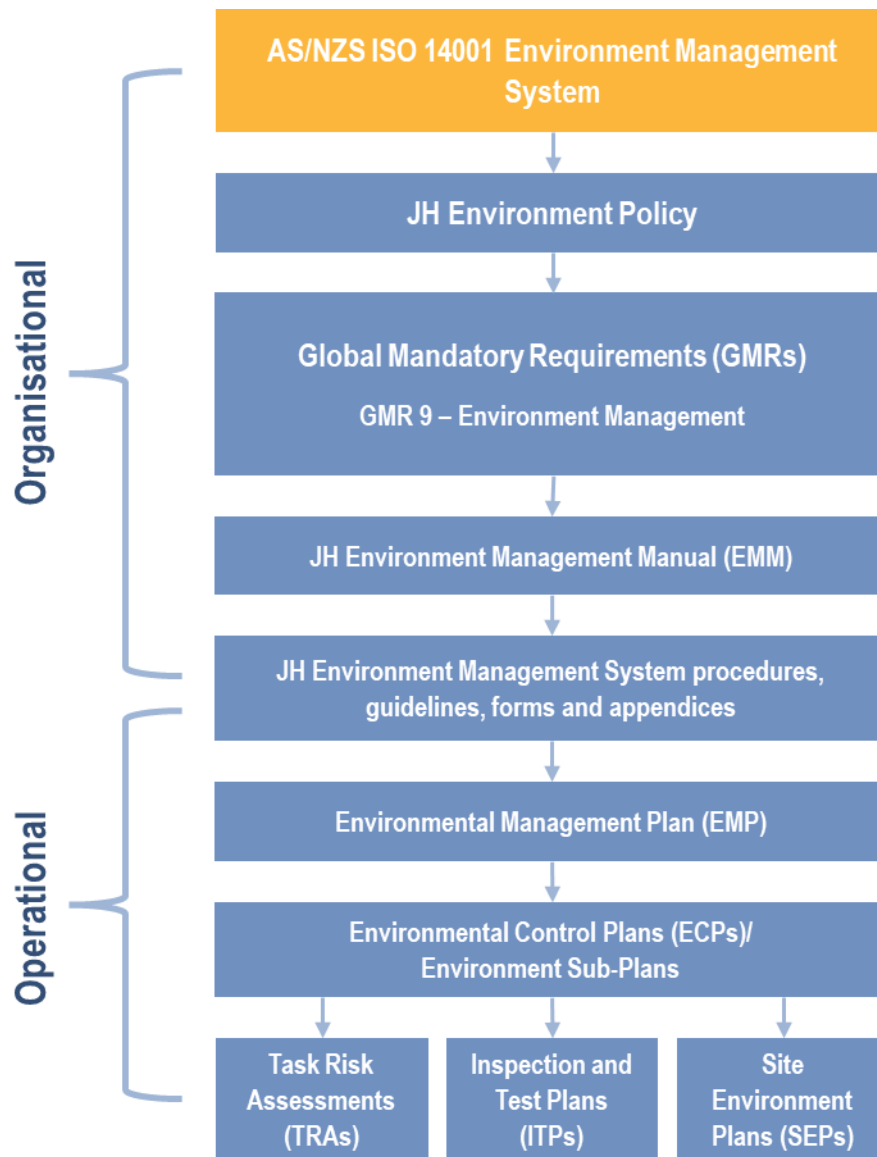 AS/NZS ISO 14001 Environment Management
System
JH Environment Policy
Organisational
Global Mandatory Requirements (GMRs)
GMR 9 – Environment Management
JH Environment Management Manual (EMM)
JH Environment Management System procedures,
guidelines, forms and appendices
Operational
Environmental Management Plan (EMP)
Environmental Control Plans (ECPs)/
Environment Sub-Plans
Task Risk
Assessments
(TRAs)
Inspection and
Test Plans
(ITPs)
Site
Environment
Plans (SEPs)